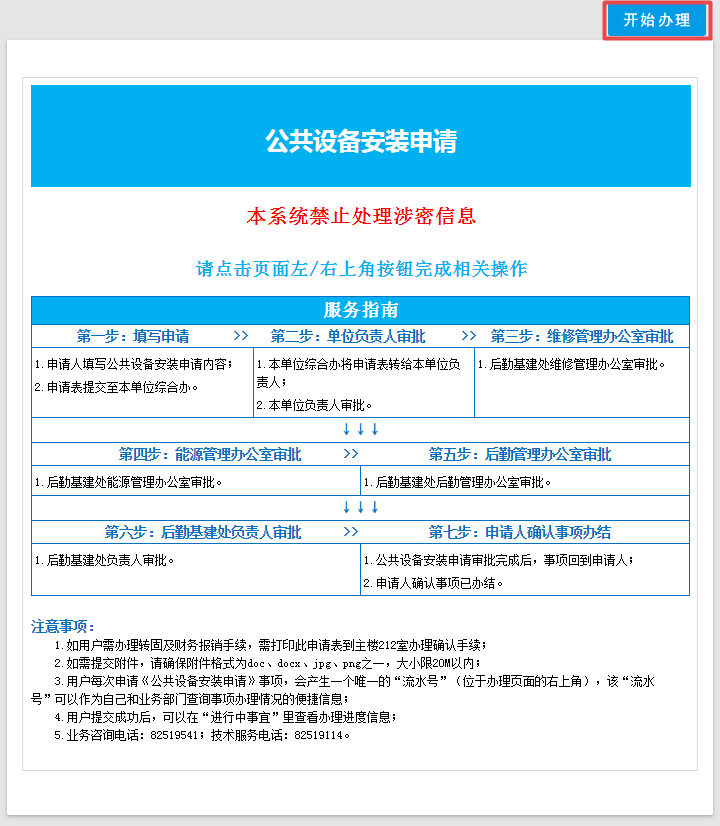 开始办理
公共设备安装申请
本系统禁止处理涉密信息
请点击页面左/右上角按钮完成相关操作
服务指南
第一步：填写申请 >> 第二步：单位负责人审批 >> 第三步：维修管理办公室审批
1.申请人填写公共设备安装申请内容；
2.申请表提交至本单位综合办。
1.本单位综合办将申请表转给本单位负
责人；
2.本单位负责人审批。
1.后勤基建处维修管理办公室审批。
↓↓↓
第四步：能源管理办公室审批 >> 第五步：后勤管理办公室审批
1.后勤基建处能源管理办公室审批。
1.后勤基建处后勤管理办公室审批。
↓↓↓
第六步：后勤基建处负责人审批 >> 第七步：申请人确认事项办结
1.后勤基建处负责人审批。
1.公共设备安装申请审批完成后，事项回到申请人；
2.申请人确认事项已办结。
注意事项：
1.如用户需办理转固及财务报销手续，需打印此申请表到主楼212室办理确认手续；
2.如需提交附件，请确保附件格式为doc、docx、jpg、png之一，大小限20M以内；
3.用户每次申请《公共设备安装申请》事项，会产生一个唯一的“流水号”（位于办理页面的右上角），该“流水
号”可以作为自己和业务部门查询事项办理情况的便捷信息；
4.用户提交成功后，可以在“进行中事宜”里查看办理进度信息；
5.业务咨询电话：82519541；技术服务电话：82519114。